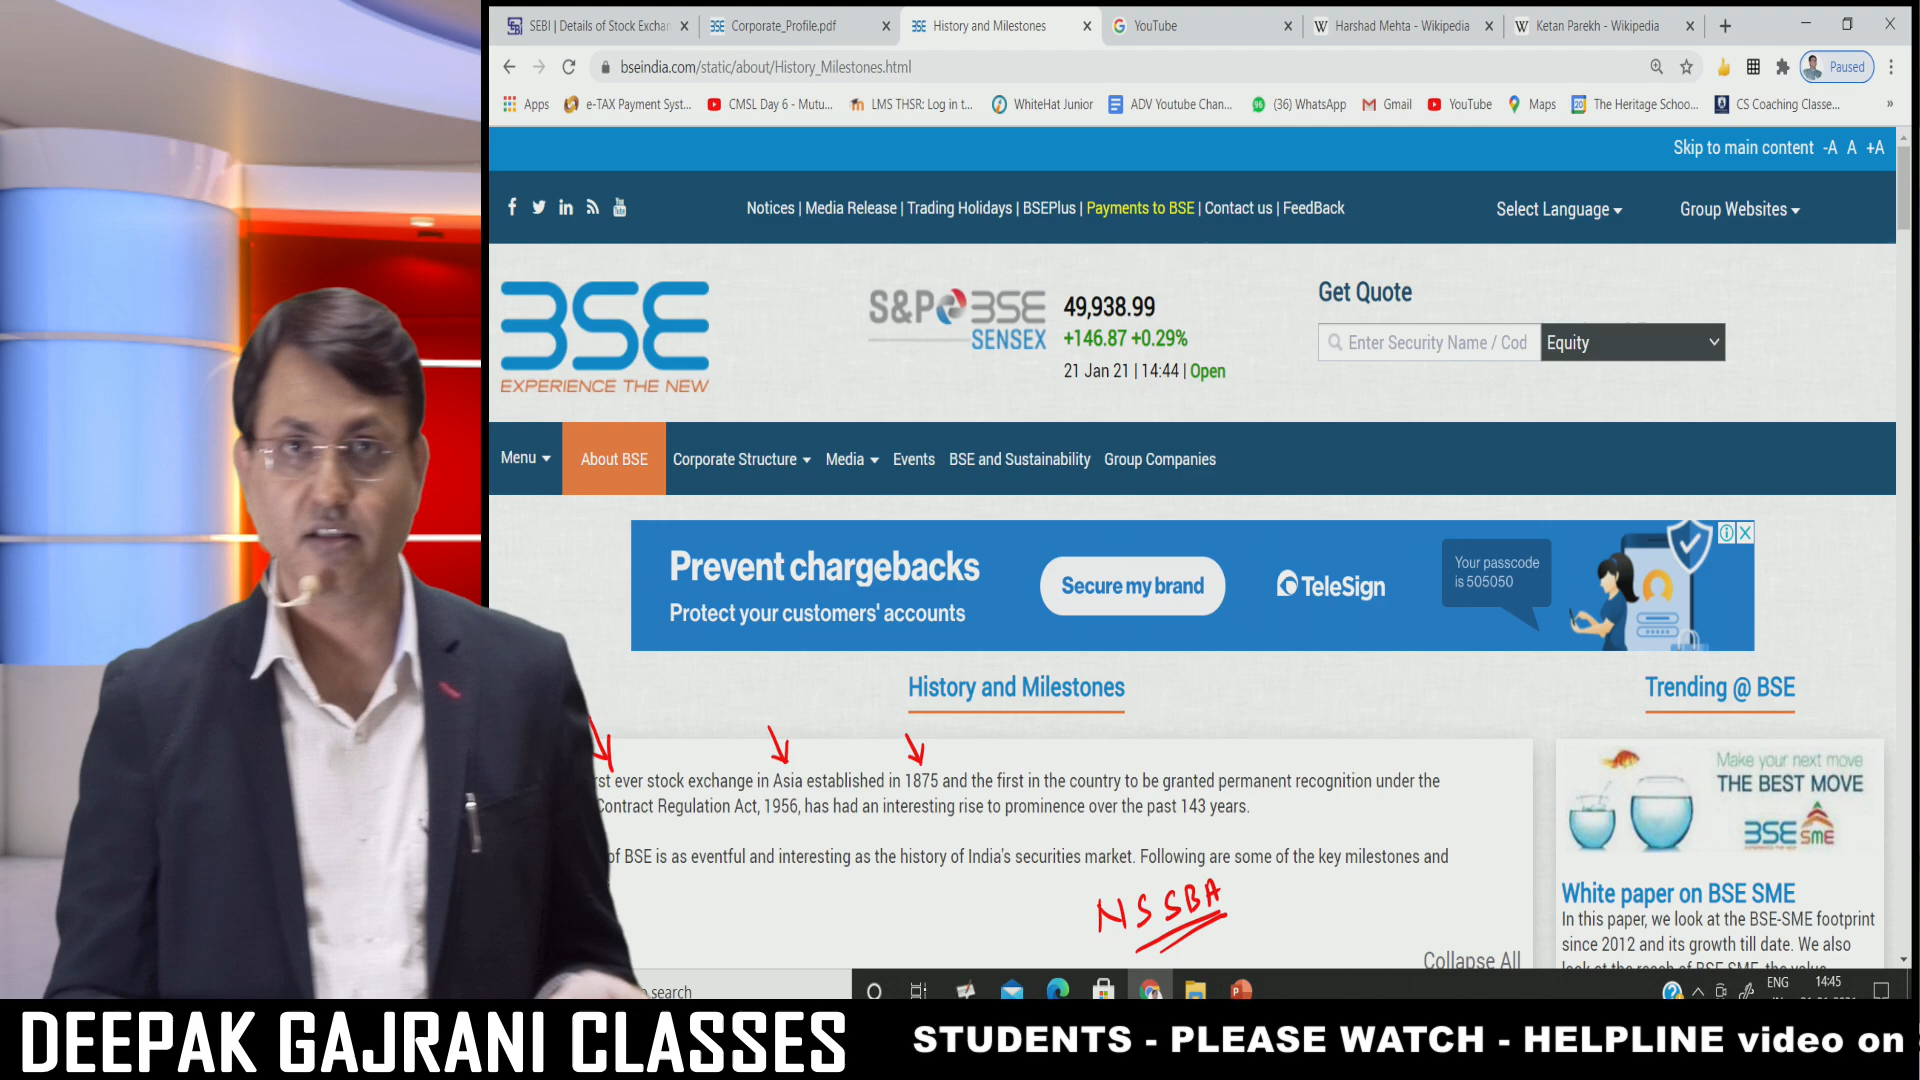 SEBI | Details of Stock Exchan
Corporate_Profile.pdf
History and Milestones
YouTube
Harshad Mehta - Wikipedia
Ketan Parekh - Wikipedia
bseindia.com/static/about/History_Milestones.html
Paused
Apps
e-TAX Payment Syst...
CMSL Day 6 - Mutu...
LMS THSR: Log in t...
WhiteHat Junior
ADV Youtube Chan...
(36) WhatsApp
Gmail
YouTube
Maps
The Heritage Schoo...
CS Coaching Classe...
Skip to main content -A A +A
Notices | Media Release | Trading Holidays | BSEPlus | Payments to BSE | Contact us | FeedBack
Select Language
Group Websites
BSE
EXPERIENCE THE NEW
S&P BSE
SENSEX
49,938.99
+146.87 +0.29%
21 Jan 21 | 14:44 | Open
Get Quote
Enter Security Name / Cod
Equity
Menu
About BSE
Corporate Structure
Media
Events
BSE and Sustainability
Group Companies
Prevent chargebacks
Protect your customers' accounts
Secure my brand
TeleSign
Your passcode
is 505050
History and Milestones
Trending @ BSE
rst ever stock exchange in Asia established in 1875 and the first in the country to be granted permanent recognition under the
Contract Regulation Act, 1956, has had an interesting rise to prominence over the past 143 years.
of BSE is as eventful and interesting as the history of India's securities market. Following are some of the key milestones and
NSSBA
Collapse All
Make your next move
THE BEST MOVE
BSE SME
White paper on BSE SME
In this paper, we look at the BSE-SME footprint
since 2012 and its growth till date. We also
search
ENG
14:45
DEEPAK GAJRANI CLASSES
STUDENTS - PLEASE WATCH - HELPLINE video on